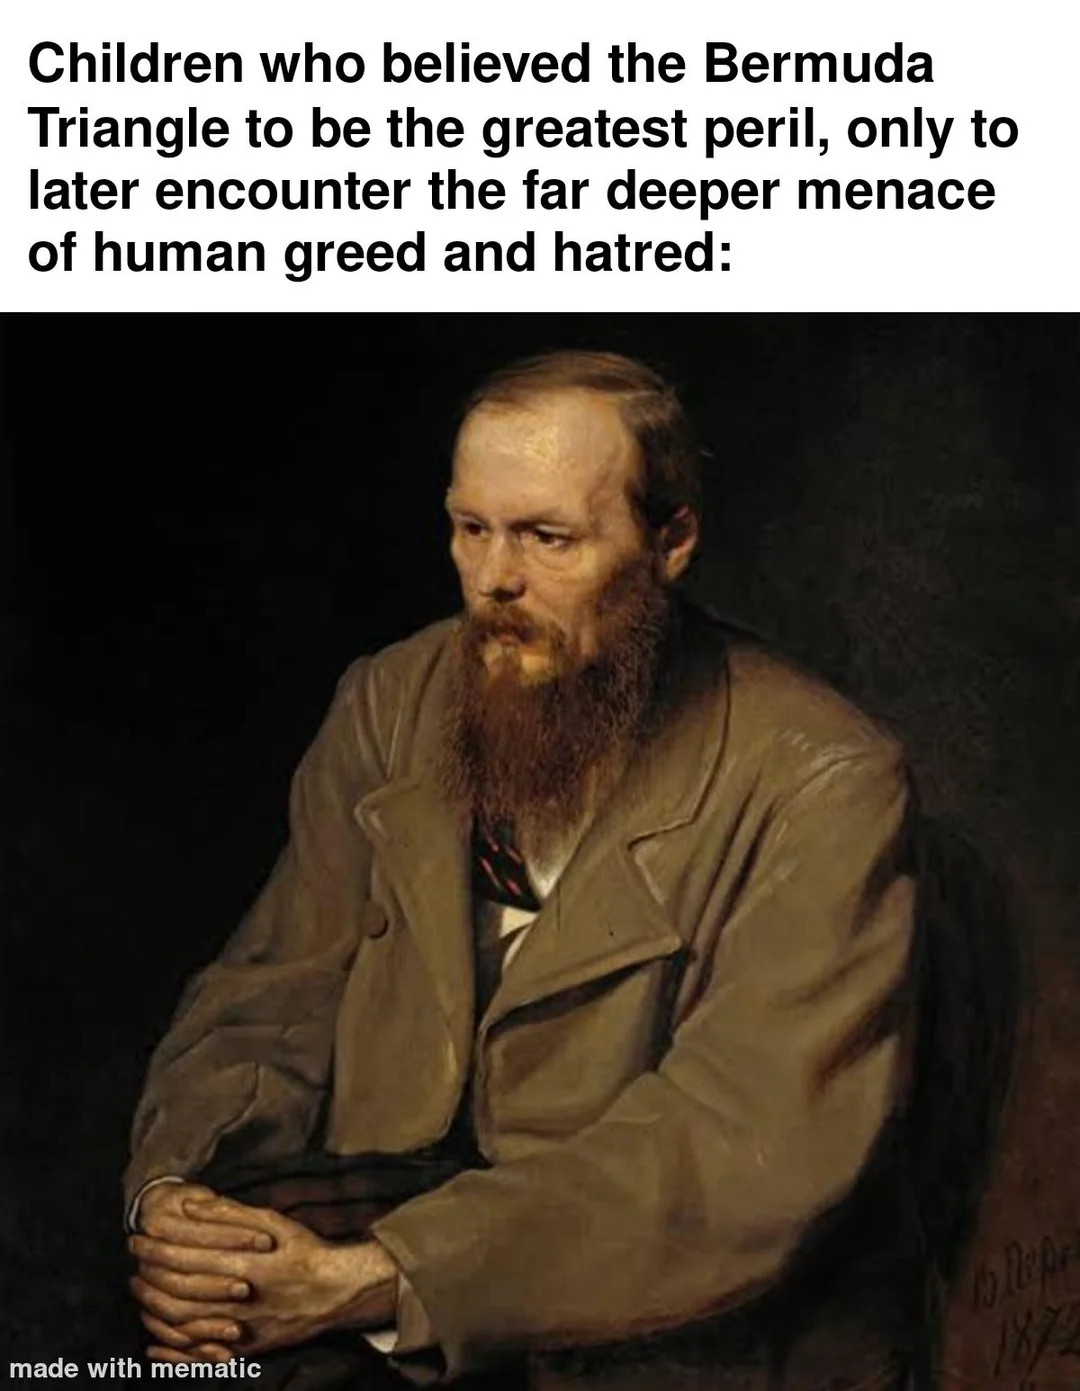 Children who believed the Bermuda
Triangle to be the greatest peril, only to
later encounter the far deeper menace
of human greed and hatred:
1872
made with mematic